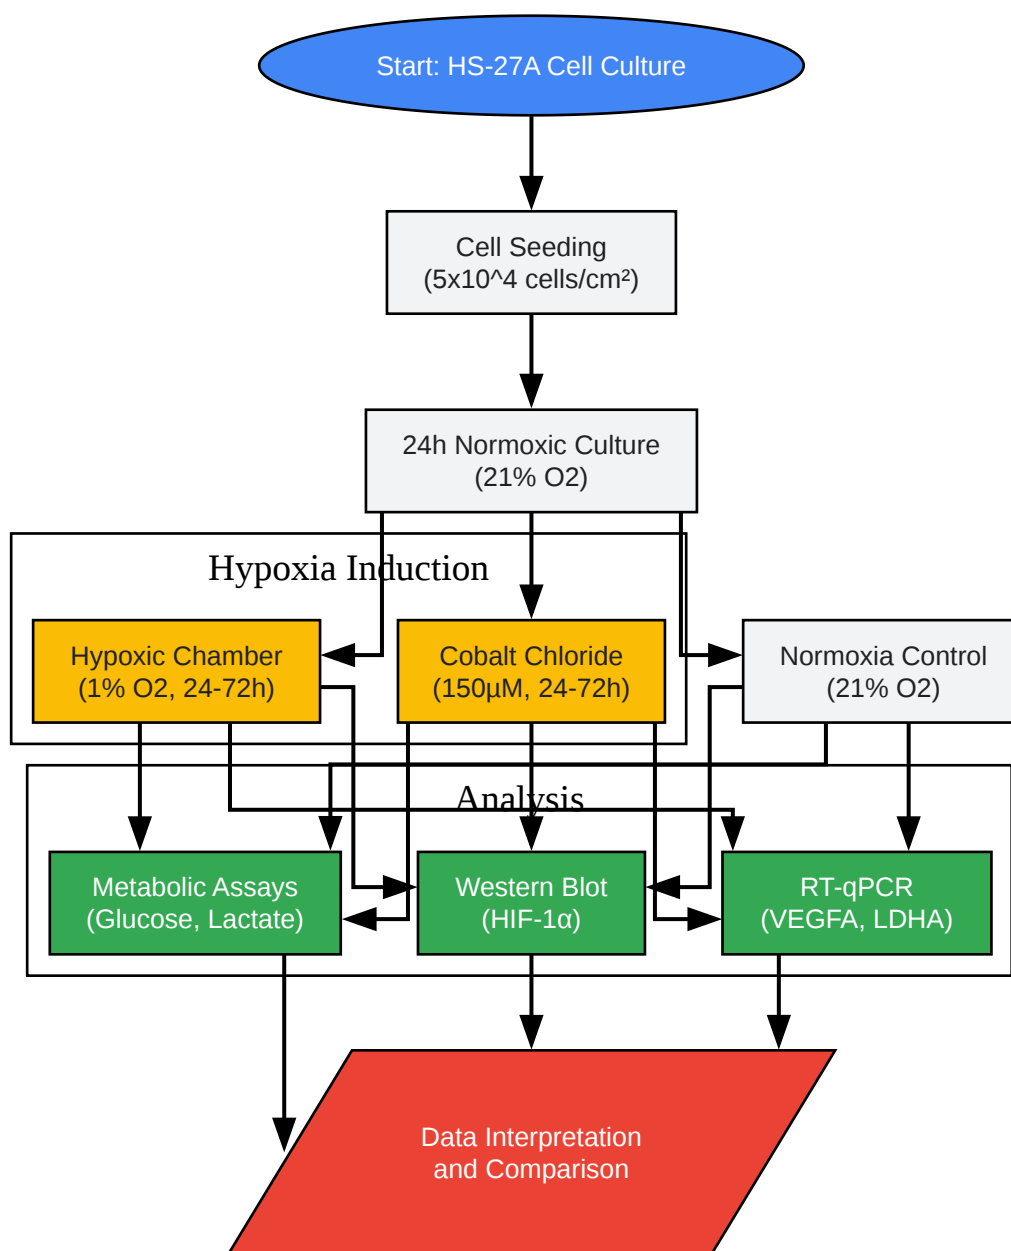 Start: HS-27A Cell Culture
Cell Seeding
(5x10^4 cells/cm²)
24h Normoxic Culture
(21% O2)
Hypoxia Induction
Hypoxic Chamber
(1% O2, 24-72h)
Cobalt Chloride
(150µM, 24-72h)
Normoxia Control
(21% O2)
Analysis
Metabolic Assays
(Glucose, Lactate)
Western Blot
(HIF-1α)
RT-qPCR
(VEGFA, LDHA)
Data Interpretation
and Comparison